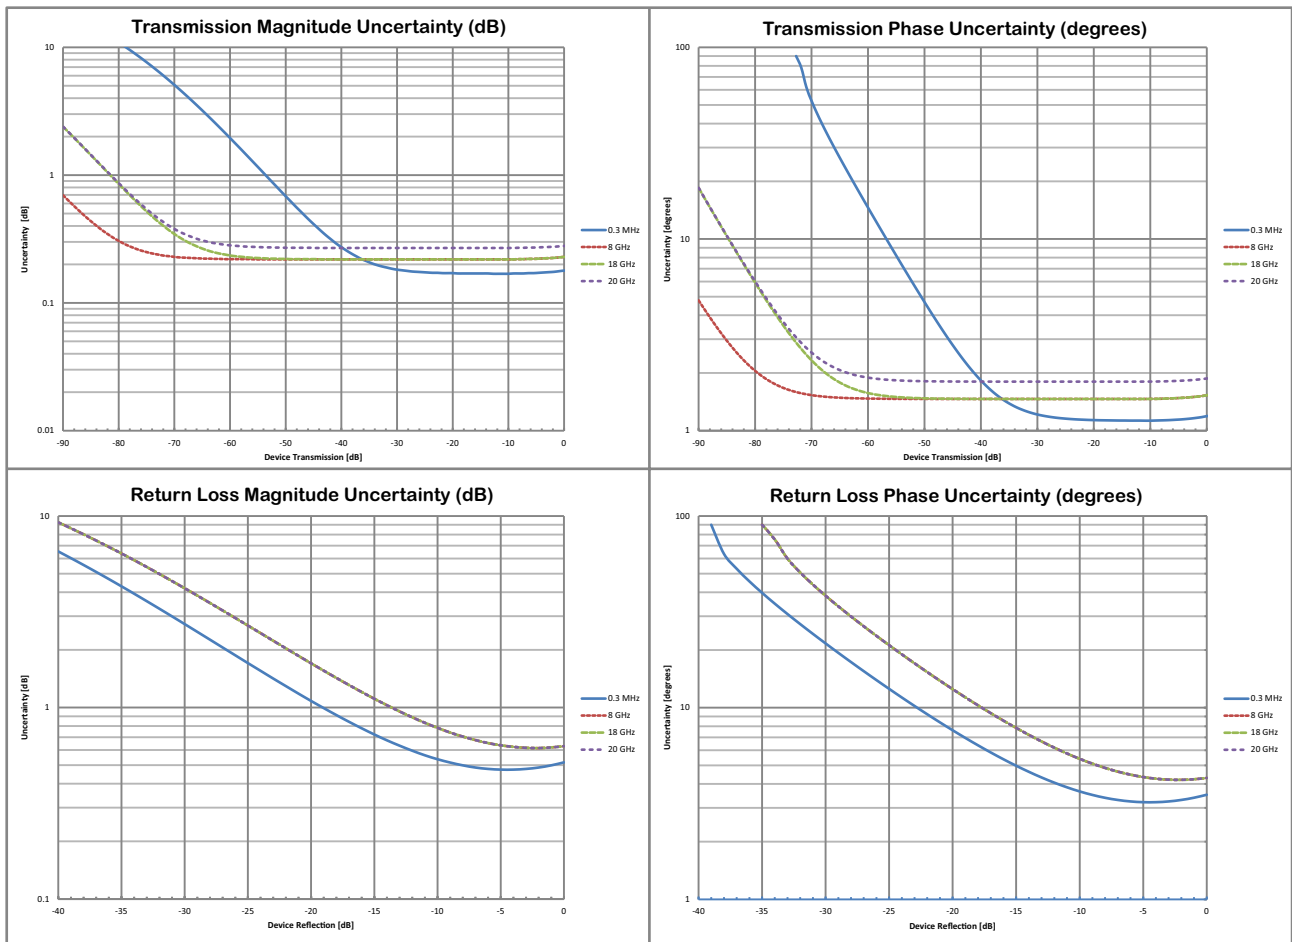 Transmission Magnitude Uncertainty (dB)
10
1
0.1
0.01
Uncertainty [dB]
-90 -80 -70 -60 -50 -40 -30 -20 -10 0
Device Transmission [dB]
0.3 MHz
8 GHz
18 GHz
20 GHz
Transmission Phase Uncertainty (degrees)
100
10
1
Uncertainty [degrees]
-90 -80 -70 -60 -50 -40 -30 -20 -10 0
Device Transmission [dB]
0.3 MHz
8 GHz
18 GHz
20 GHz
Return Loss Magnitude Uncertainty (dB)
10
1
0.1
Uncertainty [dB]
-40 -35 -30 -25 -20 -15 -10 -5 0
Device Reflection [dB]
0.3 MHz
8 GHz
18 GHz
20 GHz
Return Loss Phase Uncertainty (degrees)
100
10
1
Uncertainty [degrees]
-40 -35 -30 -25 -20 -15 -10 -5 0
Device Reflection [dB]
0.3 MHz
8 GHz
18 GHz
20 GHz